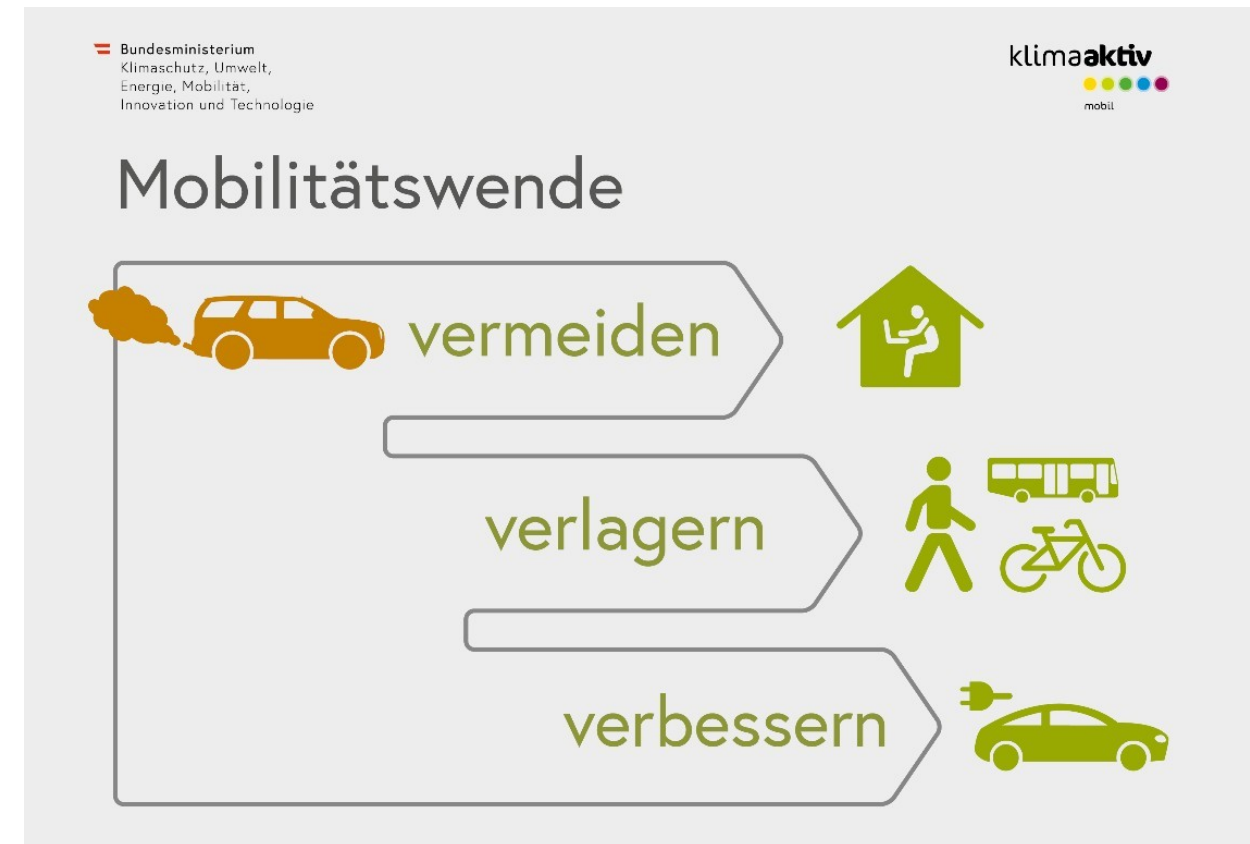 Bundesministerium
Klimaschutz, Umwelt,
Energie, Mobilität,
Innovation und Technologie
klimaaktiv
mobil
Mobilitätswende
vermeiden
verlagern
verbessern